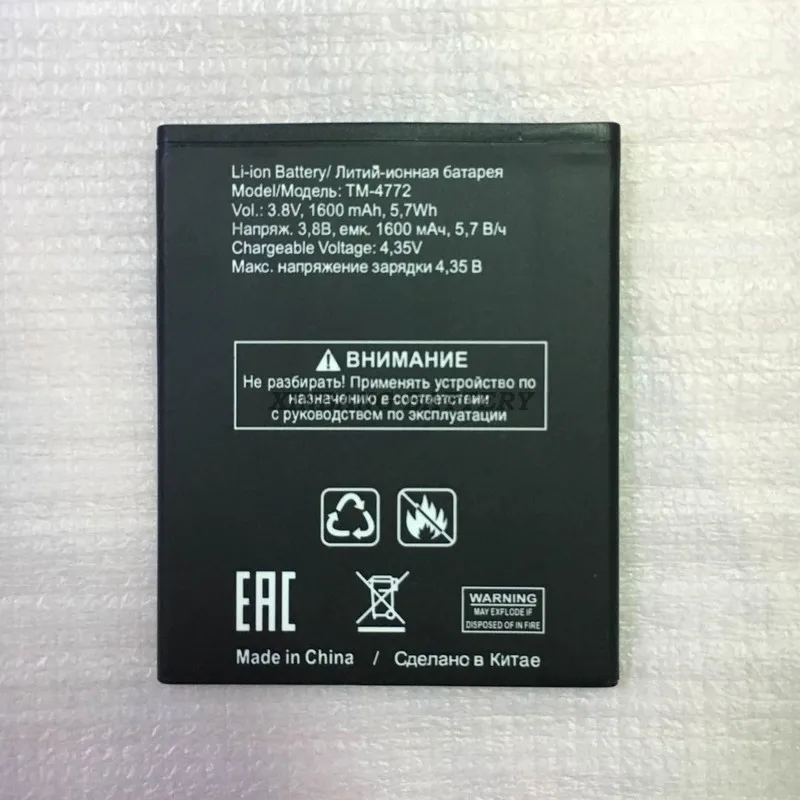 Li-ion Battery/ Литий-ионная батарея
Model/Модель: TM-4772
Vol.: 3.8V, 1600 mAh, 5,7Wh
Напряж. 3,8В, емк. 1600 мАч, 5,7 В/ч
Chargeable Voltage: 4,35V
Макс. напряжение зарядки 4,35 В
ВНИМАНИЕ
Не разбирать! Применять устройство по
назначению в соответствии
с руководством по эксплуатации
EAC
WARNING
MAY EXFLODE IF
DISPOSED OF IN FIRE
Made in China / Сделано в Китае